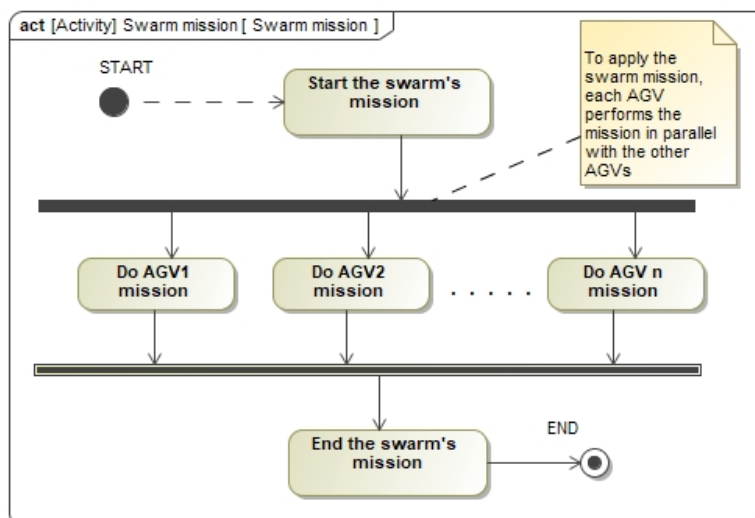 act [Activity] Swarm mission [ Swarm mission ]
START
Start the swarm's
mission
To apply the
swarm mission,
each AGV
performs the
mission in parallel
with the other
AGVs
Do AGV1
mission
Do AGV2
mission
. . . . .
Do AGV n
mission
End the swarm's
mission
END